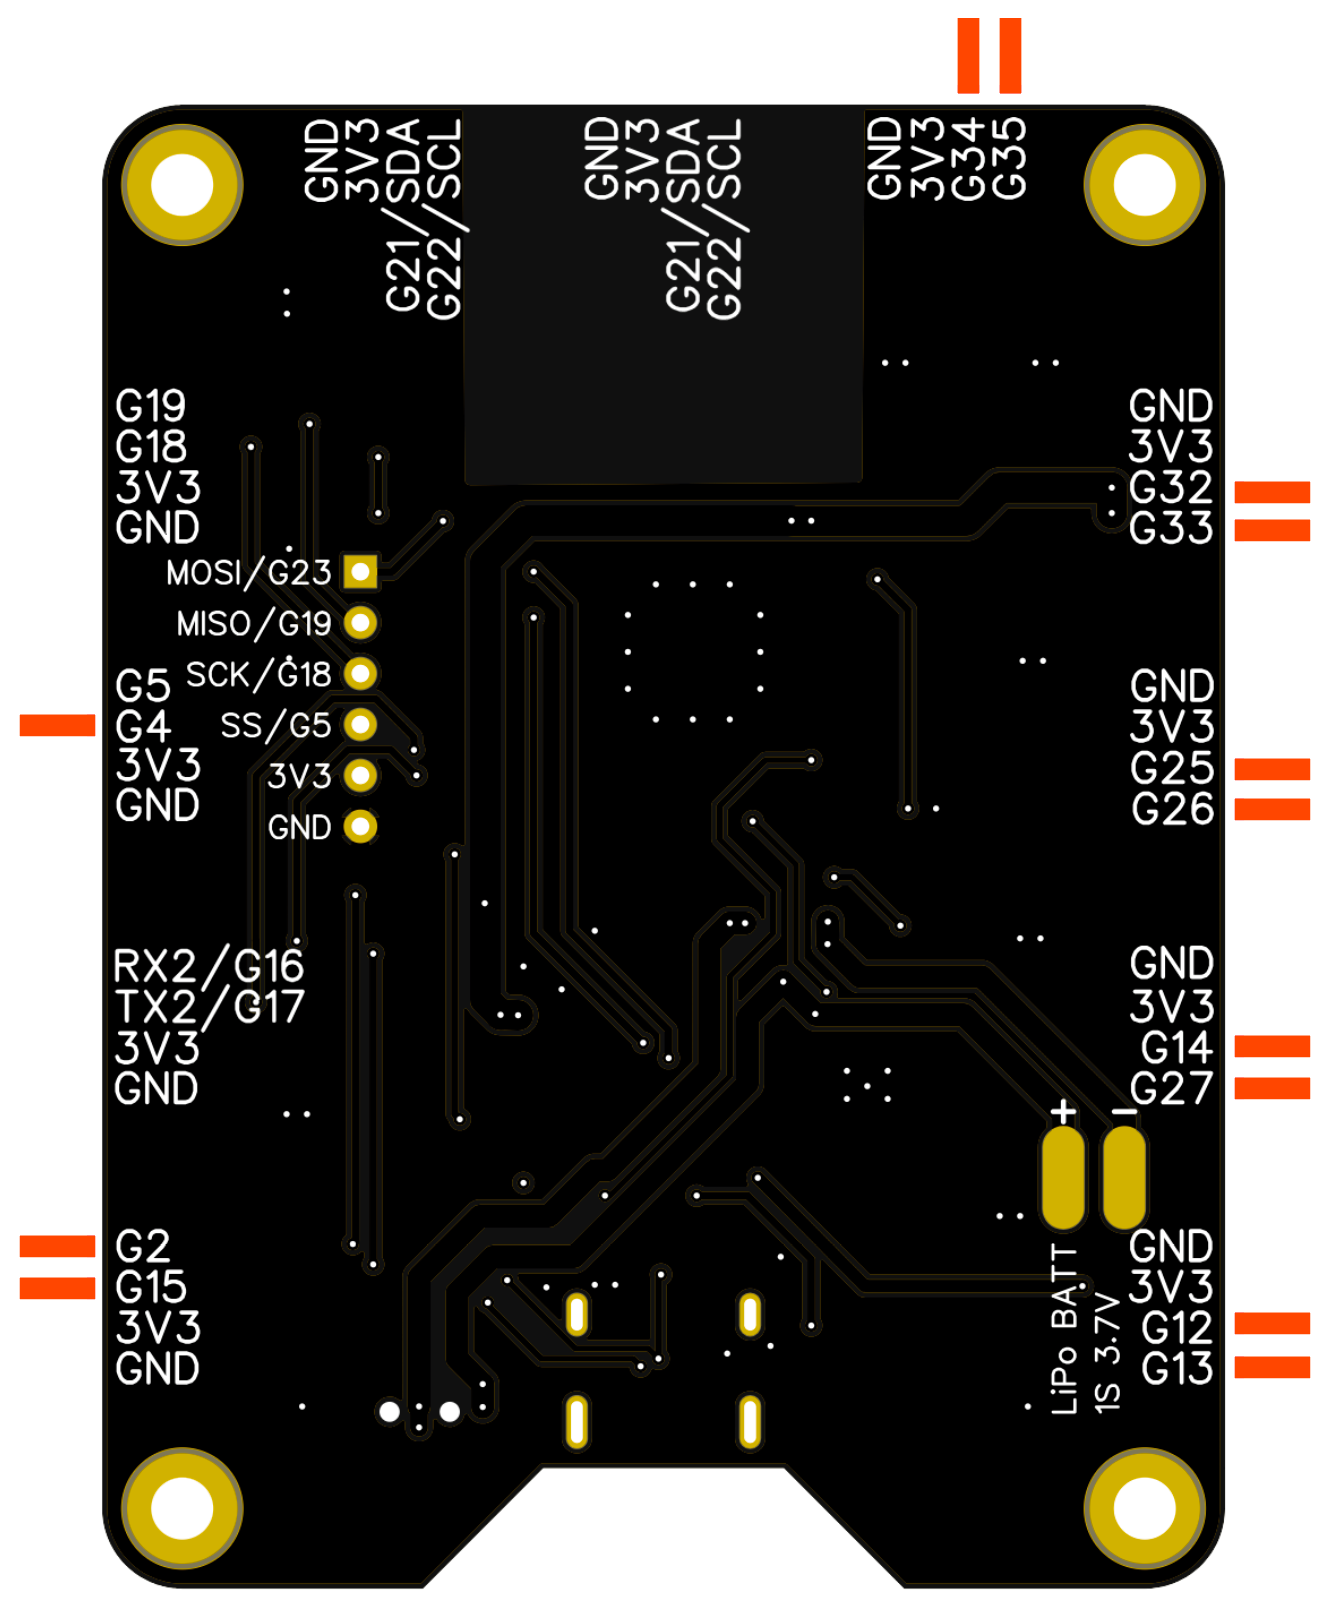 GND
3V3
G21/SDA
G22/SCL
GND
3V3
G21/SDA
G22/SCL
GND
3V3
G34
G35
G19
G18
3V3
GND
MOSI/G23
MISO/G19
SCK/G18
SS/G5
3V3
GND
G5
G4
3V3
GND
RX2/G16
TX2/G17
3V3
GND
G2
G15
3V3
GND
GND
3V3
G32
G33
GND
3V3
G25
G26
GND
3V3
G14
G27
+ −
LiPo BATT
1S 3.7V
GND
3V3
G12
G13